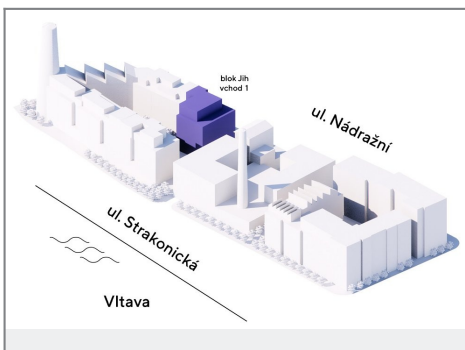 blok Jih
vchod 1
ul. Nádražní
ul. Strakonická
Vltava